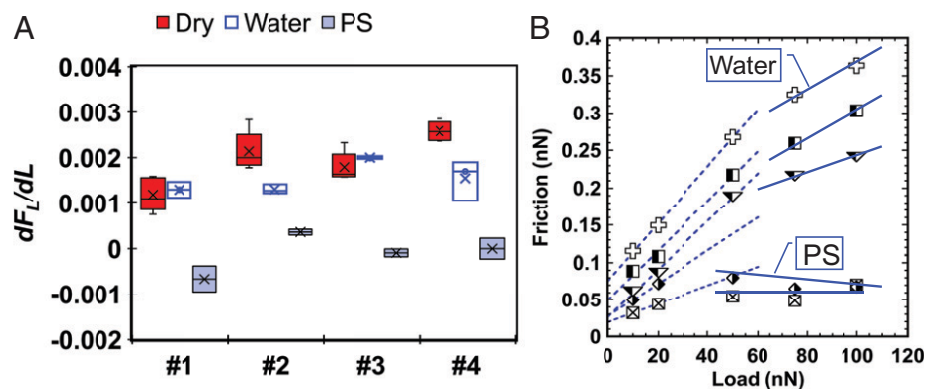 A
Dry Water PS
dF_L/dL
0.004
0.003
0.002
0.001
0
-0.001
-0.002
#1 #2 #3 #4
B
Friction (nN)
0.4
0.35
0.3
0.25
0.2
0.15
0.1
0.05
0
Water
PS
0 20 40 60 80 100 120
Load (nN)